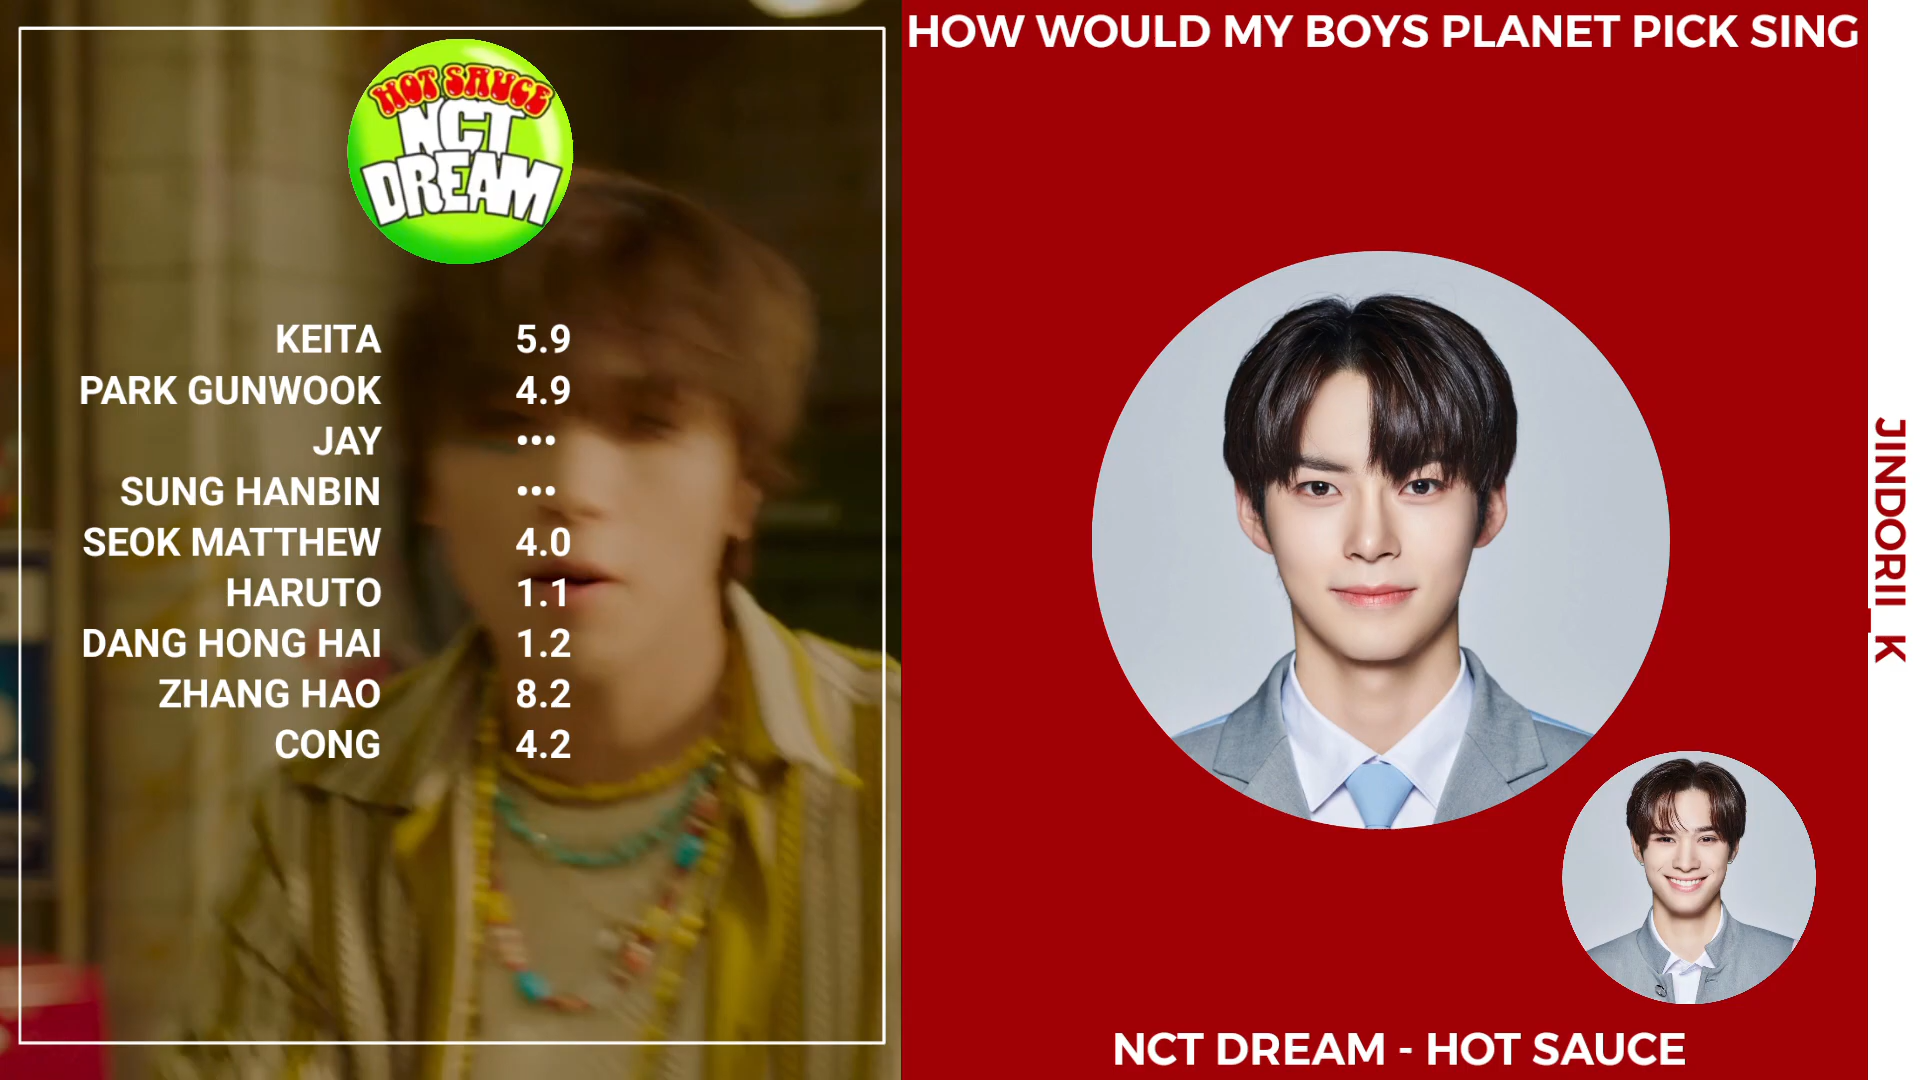 HOT SAUCE
NCT
DREAM
KEITA 5.9
PARK GUNWOOK 4.9
JAY •••
SUNG HANBIN •••
SEOK MATTHEW 4.0
HARUTO 1.1
DANG HONG HAI 1.2
ZHANG HAO 8.2
CONG 4.2
HOW WOULD MY BOYS PLANET PICK SING
NCT DREAM - HOT SAUCE
JINDORII_K